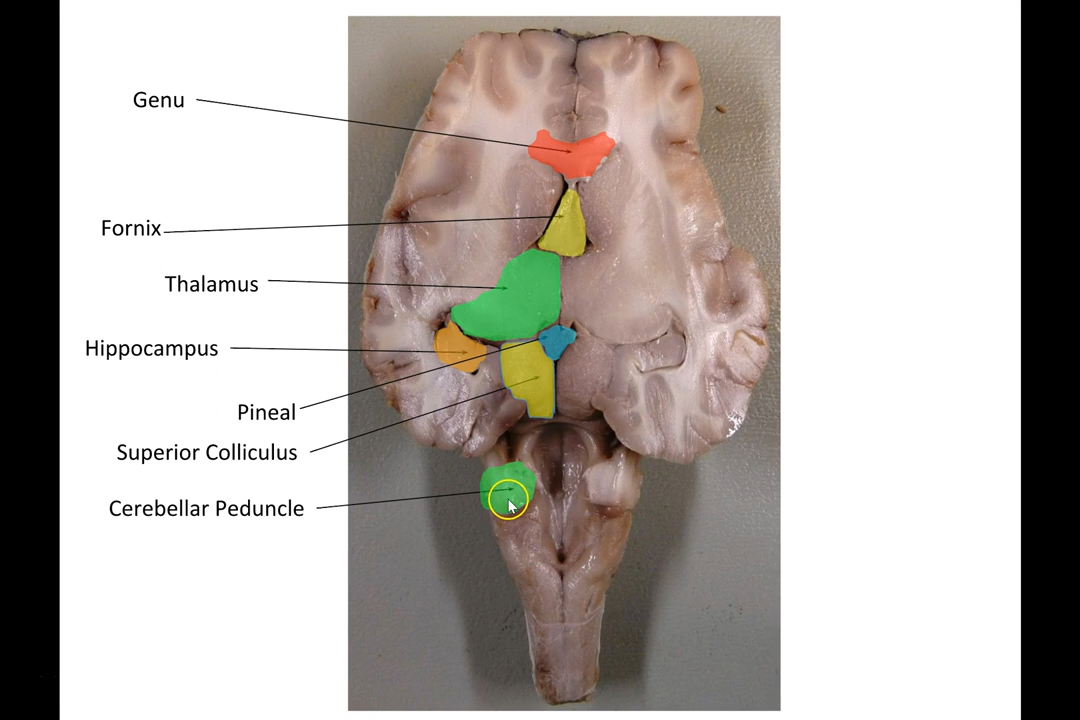 Genu
Fornix
Thalamus
Hippocampus
Pineal
Superior Colliculus
Cerebellar Peduncle